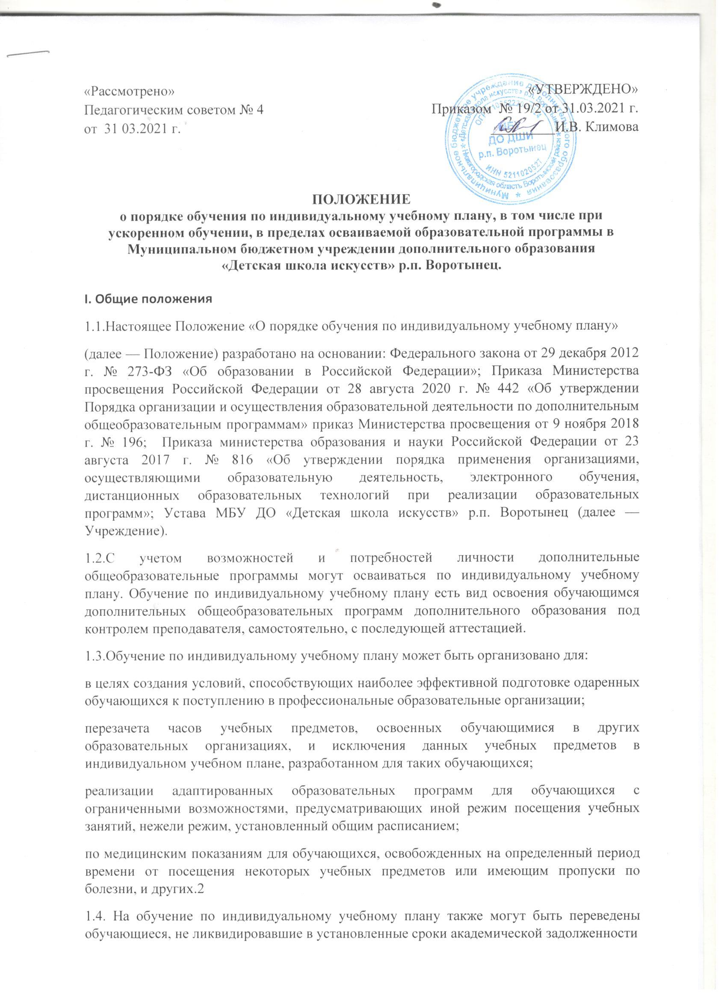 «Рассмотрено»
Педагогическим советом № 4
от 31 03.2021 г.
«УТВЕРЖДЕНО»
Приказом № 19/2 от 31.03.2021 г.
И.В. Климова
Муниципальное бюджетное учреждение дополнительного образования
«Детская школа искусств» р.п. Воротынец
Нижегородская область Воротынский район
ДО ДШИ
р.п. Воротынец
ИНН 5211020527
ПОЛОЖЕНИЕ
о порядке обучения по индивидуальному учебному плану, в том числе при
ускоренном обучении, в пределах осваиваемой образовательной программы в
Муниципальном бюджетном учреждении дополнительного образования
«Детская школа искусств» р.п. Воротынец.
I. Общие положения
1.1.Настоящее Положение «О порядке обучения по индивидуальному учебному плану»
(далее — Положение) разработано на основании: Федерального закона от 29 декабря 2012
г. № 273-ФЗ «Об образовании в Российской Федерации»; Приказа Министерства
просвещения Российской Федерации от 28 августа 2020 г. № 442 «Об утверждении
Порядка организации и осуществления образовательной деятельности по дополнительным
общеобразовательным программам» приказ Министерства просвещения от 9 ноября 2018
г. № 196; Приказа министерства образования и науки Российской Федерации от 23
августа 2017 г. № 816 «Об утверждении порядка применения организациями,
осуществляющими образовательную деятельность, электронного обучения,
дистанционных образовательных технологий при реализации образовательных
программ»; Устава МБУ ДО «Детская школа искусств» р.п. Воротынец (далее —
Учреждение).
1.2.С учетом возможностей и потребностей личности дополнительные
общеобразовательные программы могут осваиваться по индивидуальному учебному
плану. Обучение по индивидуальному учебному плану есть вид освоения обучающимся
дополнительных общеобразовательных программ дополнительного образования под
контролем преподавателя, самостоятельно, с последующей аттестацией.
1.3.Обучение по индивидуальному учебному плану может быть организовано для:
в целях создания условий, способствующих наиболее эффективной подготовке одаренных
обучающихся к поступлению в профессиональные образовательные организации;
перезачета часов учебных предметов, освоенных обучающимися в других
образовательных организациях, и исключения данных учебных предметов в
индивидуальном учебном плане, разработанном для таких обучающихся;
реализации адаптированных образовательных программ для обучающихся с
ограниченными возможностями, предусматривающих иной режим посещения учебных
занятий, нежели режим, установленный общим расписанием;
по медицинским показаниям для обучающихся, освобожденных на определенный период
времени от посещения некоторых учебных предметов или имеющим пропуски по
болезни, и других.2
1.4. На обучение по индивидуальному учебному плану также могут быть переведены
обучающиеся, не ликвидировавшие в установленные сроки академической задолженности